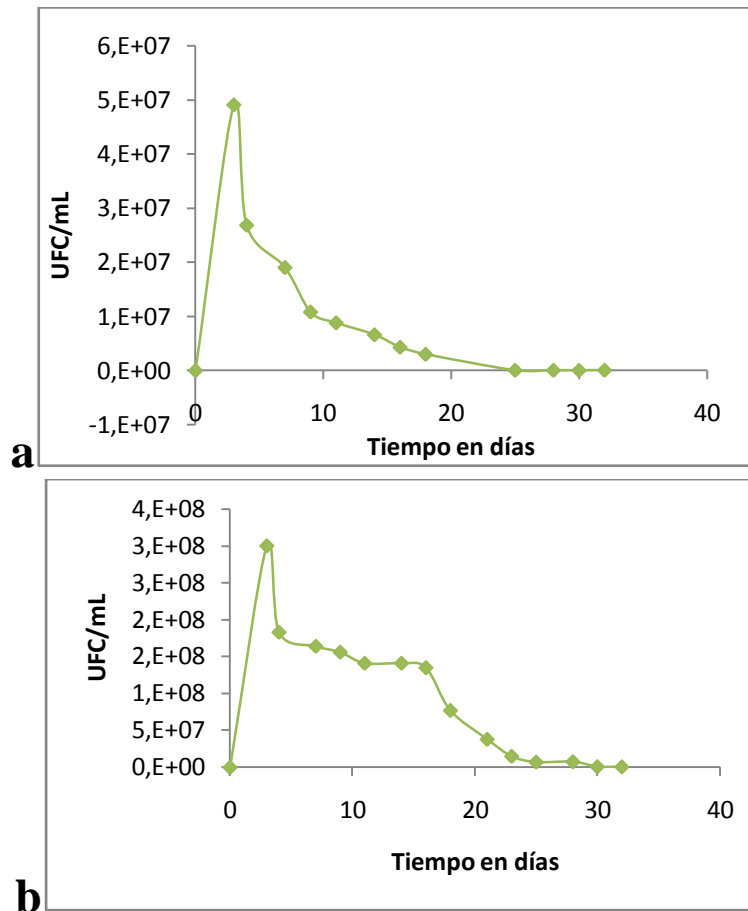 6,E+07
5,E+07
4,E+07
3,E+07
2,E+07
1,E+07
0,E+00
-1,E+07
UFC/mL
0 10 20 30 40
Tiempo en días
a
4,E+08
3,E+08
3,E+08
2,E+08
2,E+08
1,E+08
5,E+07
0,E+00
UFC/mL
0 10 20 30 40
Tiempo en días
b